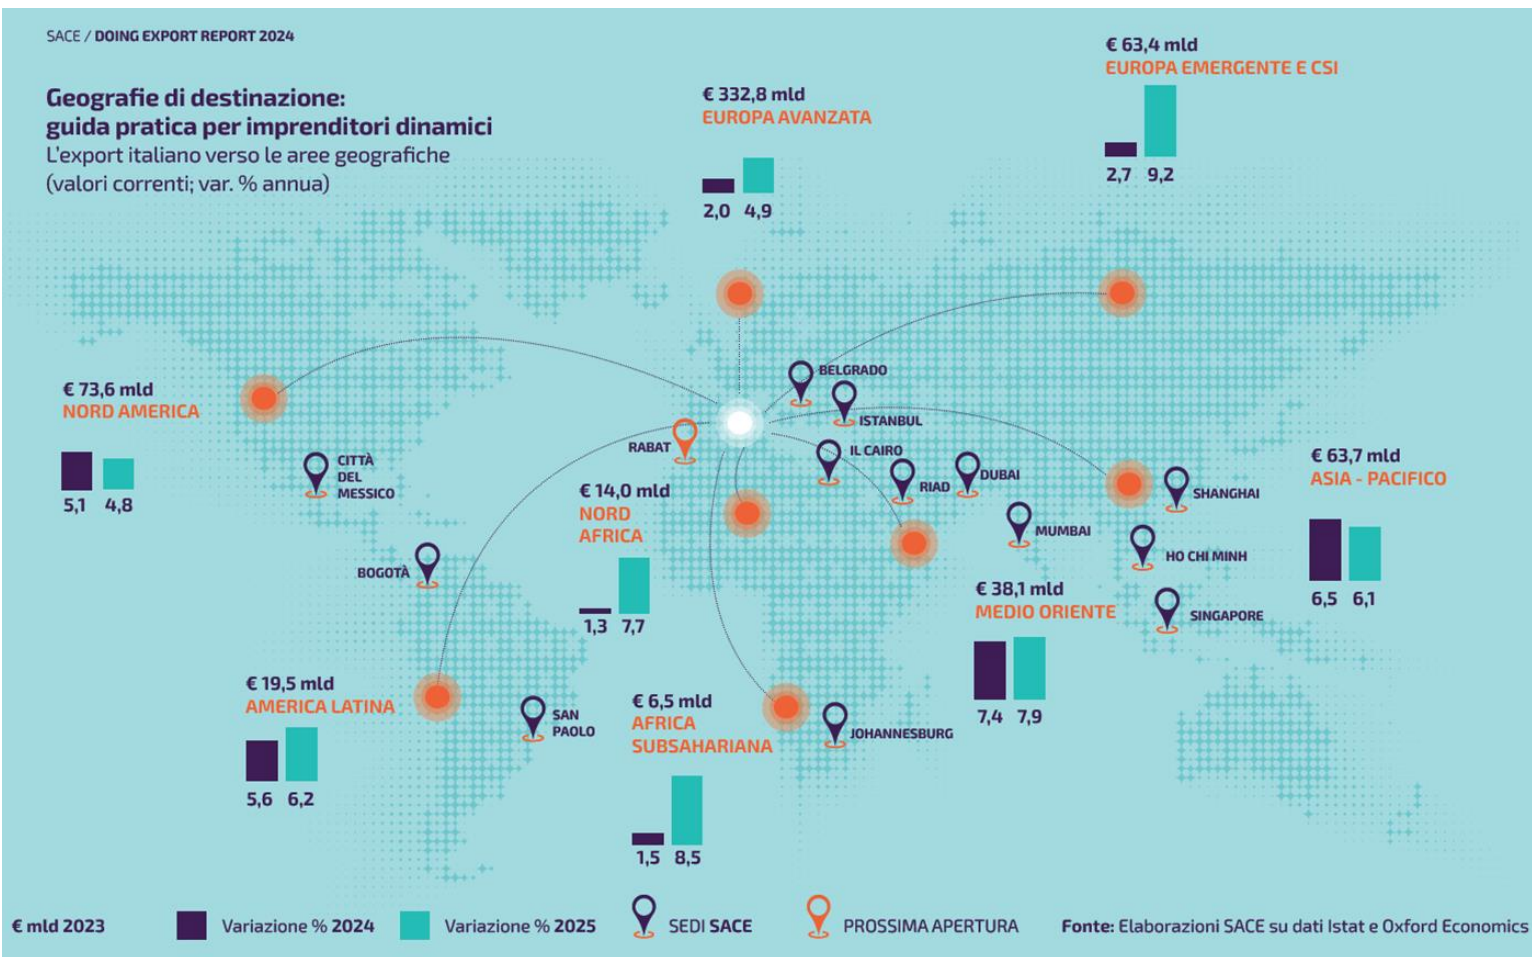 SACE / DOING EXPORT REPORT 2024
Geografie di destinazione:
guida pratica per imprenditori dinamici
L'export italiano verso le aree geografiche
(valori correnti; var. % annua)
€ 332,8 mld
EUROPA AVANZATA
2,0 4,9
€ 63,4 mld
EUROPA EMERGENTE E CSI
2,7 9,2
€ 73,6 mld
NORD AMERICA
5,1 4,8
CITTÀ
DEL
MESSICO
BOGOTÀ
RABAT
BELGRADO
ISTANBUL
IL CAIRO
RIAD
DUBAI
MUMBAI
SHANGHAI
HO CHI MINH
SINGAPORE
€ 63,7 mld
ASIA - PACIFICO
6,5 6,1
€ 14,0 mld
NORD
AFRICA
1,3 7,7
€ 38,1 mld
MEDIO ORIENTE
7,4 7,9
€ 19,5 mld
AMERICA LATINA
5,6 6,2
SAN
PAOLO
€ 6,5 mld
AFRICA
SUBSAHARIANA
1,5 8,5
JOHANNESBURG
€ mld 2023
Variazione % 2024
Variazione % 2025
SEDI SACE
PROSSIMA APERTURA
Fonte: Elaborazioni SACE su dati Istat e Oxford Economics